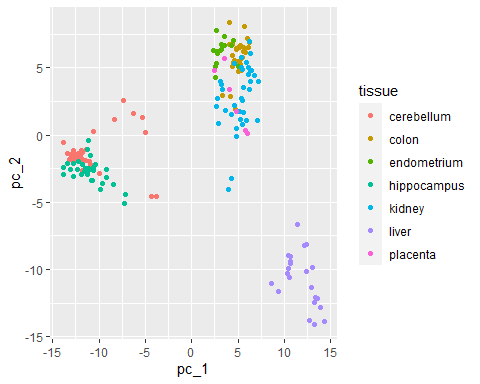 5
0
-5
-10
-15
pc_2
-15
-10
-5
0
5
10
15
pc_1
tissue
cerebellum
colon
endometrium
hippocampus
kidney
liver
placenta